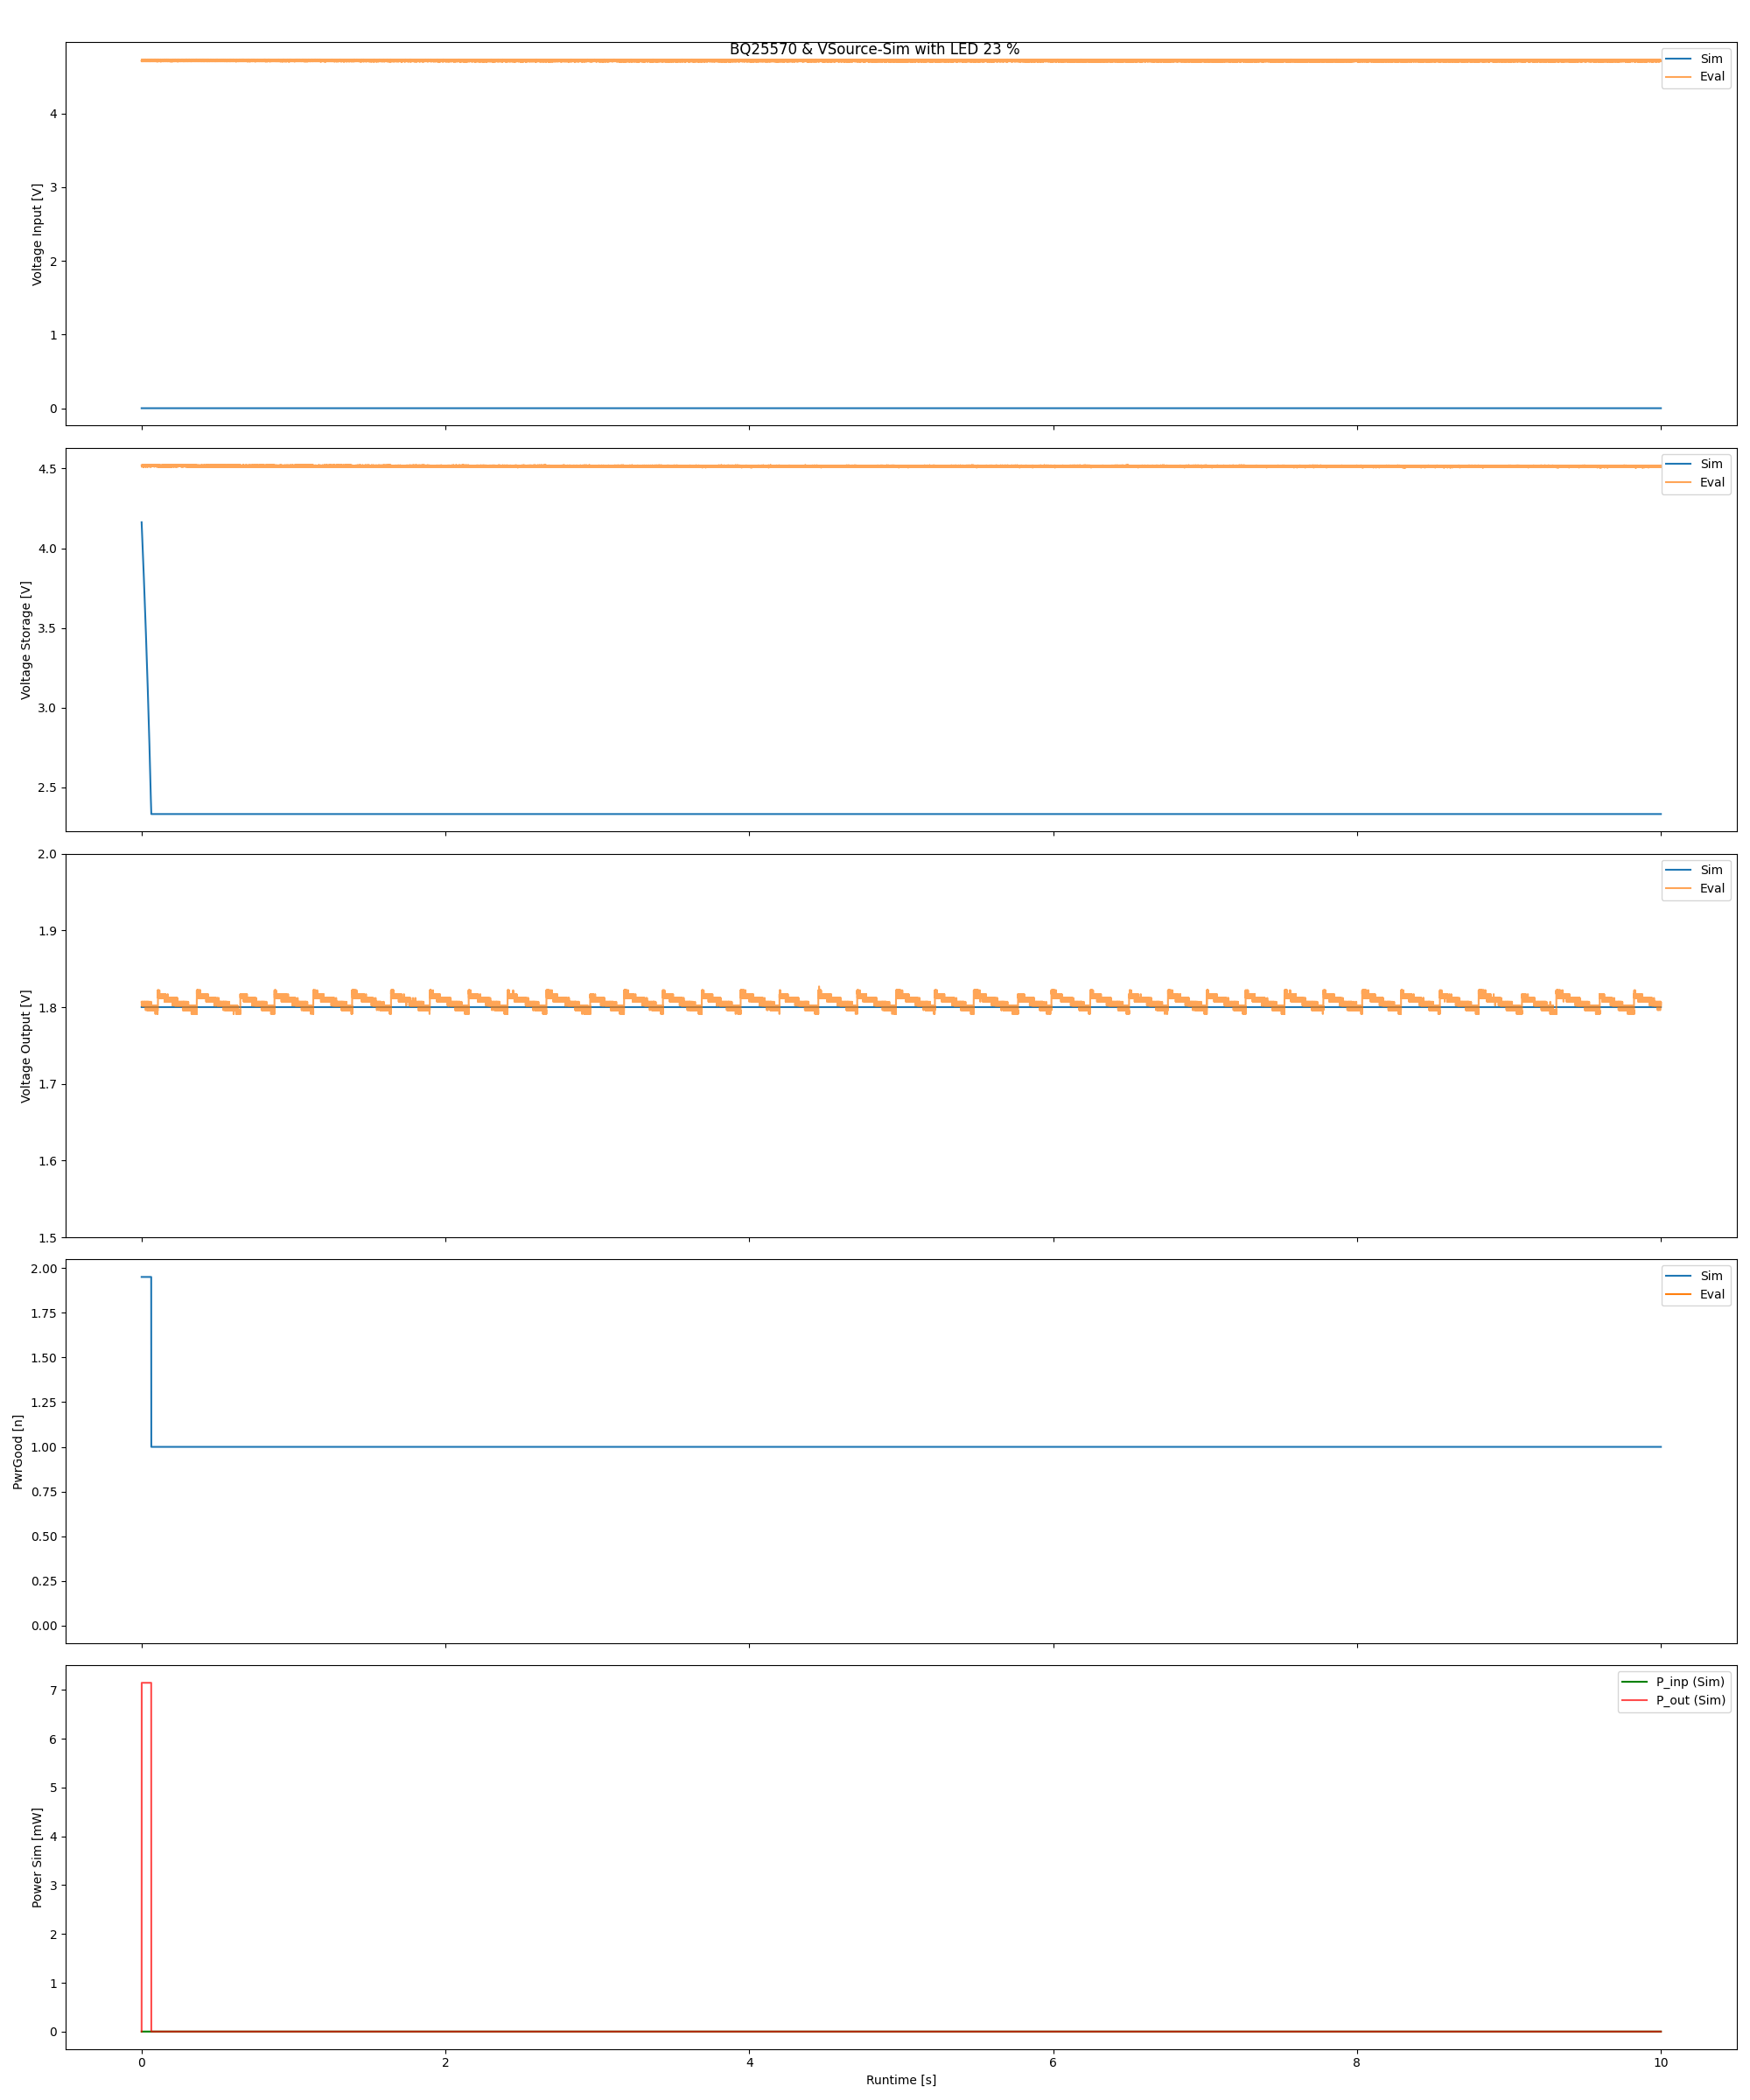 BQ25570 & VSource-Sim with LED 23 %
Voltage Input [V]
4
3
2
1
0
Sim
Eval
Voltage Storage [V]
4.5
4.0
3.5
3.0
2.5
Sim
Eval
Voltage Output [V]
2.0
1.9
1.8
1.7
1.6
1.5
Sim
Eval
PwrGood [n]
2.00
1.75
1.50
1.25
1.00
0.75
0.50
0.25
0.00
Sim
Eval
Power Sim [mW]
7
6
5
4
3
2
1
0
P_inp (Sim)
P_out (Sim)
0 2 4 6 8 10
Runtime [s]